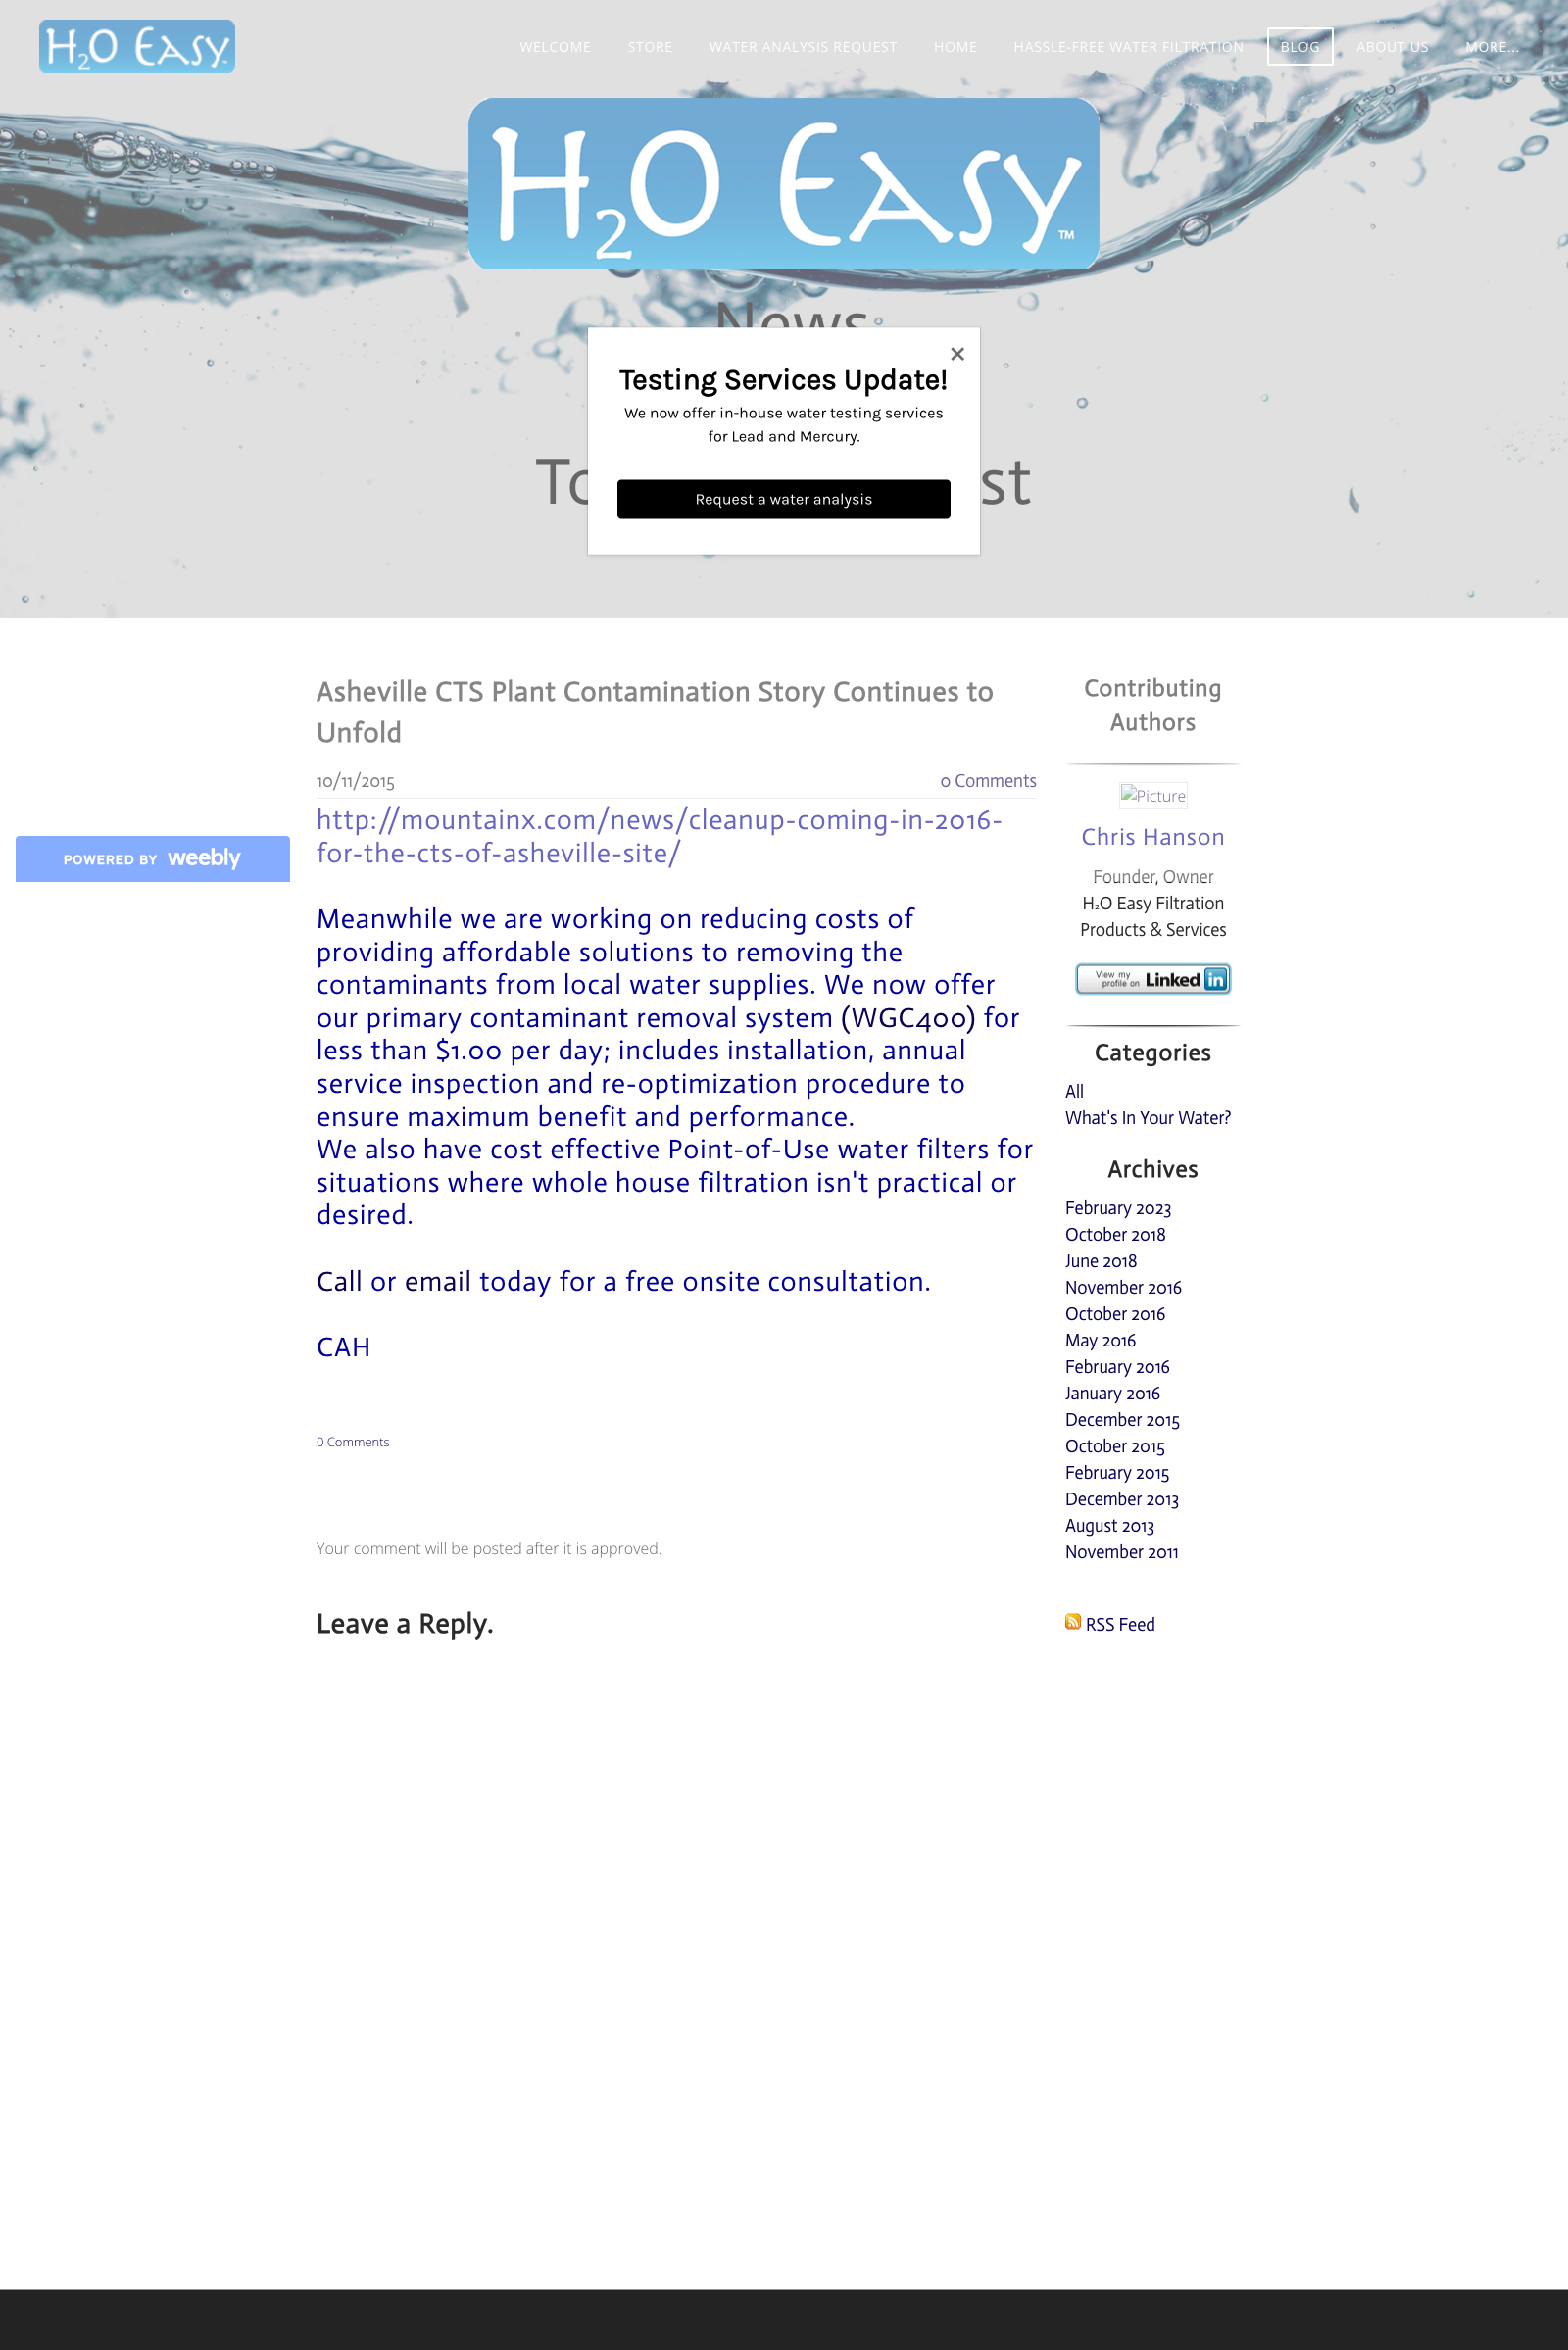 H2O Easy™
WELCOME
STORE
WATER ANALYSIS REQUEST
HOME
HASSLE-FREE WATER FILTRATION
BLOG
ABOUT US
MORE...
H2O Easy™
News
Testing Services Update!
We now offer in-house water testing services
for Lead and Mercury.
Request a water analysis
Asheville CTS Plant Contamination Story Continues to
Unfold
10/11/2015
0 Comments
http://mountainx.com/news/cleanup-coming-in-2016-
for-the-cts-of-asheville-site/
POWERED BY weebly
Meanwhile we are working on reducing costs of
providing affordable solutions to removing the
contaminants from local water supplies. We now offer
our primary contaminant removal system (WGC400) for
less than $1.00 per day; includes installation, annual
service inspection and re-optimization procedure to
ensure maximum benefit and performance.
We also have cost effective Point-of-Use water filters for
situations where whole house filtration isn't practical or
desired.
Call or email today for a free onsite consultation.
CAH
0 Comments
Your comment will be posted after it is approved.
Leave a Reply.
Contributing
Authors
Picture
Chris Hanson
Founder, Owner
H2O Easy Filtration
Products & Services
View my
profile on Linked in
Categories
All
What's In Your Water?
Archives
February 2023
October 2018
June 2018
November 2016
October 2016
May 2016
February 2016
January 2016
December 2015
October 2015
February 2015
December 2013
August 2013
November 2011
RSS Feed